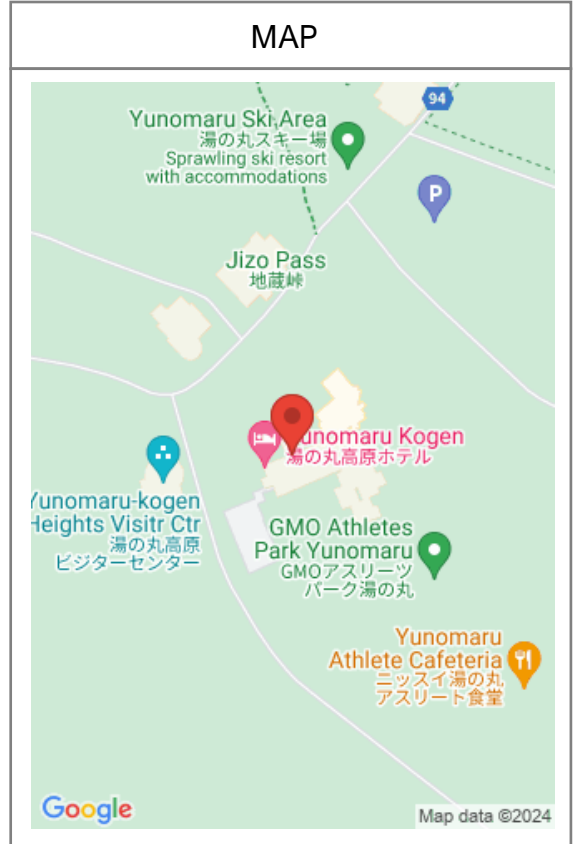 MAP
94
Yunomaru Ski Area
湯の丸スキー場
Sprawling ski resort
with accommodations
P
Jizo Pass
地蔵峠
Yunomaru Kogen
湯の丸高原ホテル
Yunomaru-kogen
Heights Visitr Ctr
湯の丸高原
ビジターセンター
GMO Athletes
Park Yunomaru
GMOアスリーツ
パーク湯の丸
Yunomaru
Athlete Cafeteria
ニッスイ湯の丸
アスリート食堂
Google
Map data ©2024